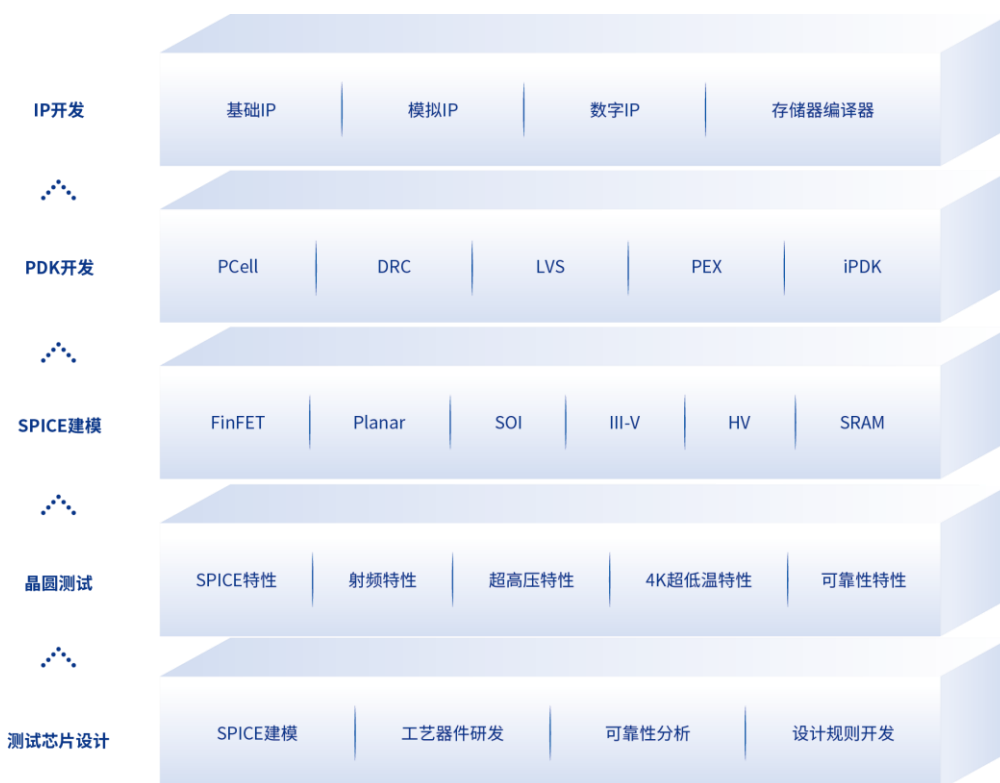 IP开发
基础IP
模拟IP
数字IP
存储器编译器
PDK开发
PCell
DRC
LVS
PEX
iPDK
SPICE建模
FinFET
Planar
SOI
III-V
HV
SRAM
晶圆测试
SPICE特性
射频特性
超高压特性
4K超低温特性
可靠性特性
测试芯片设计
SPICE建模
工艺器件研发
可靠性分析
设计规则开发